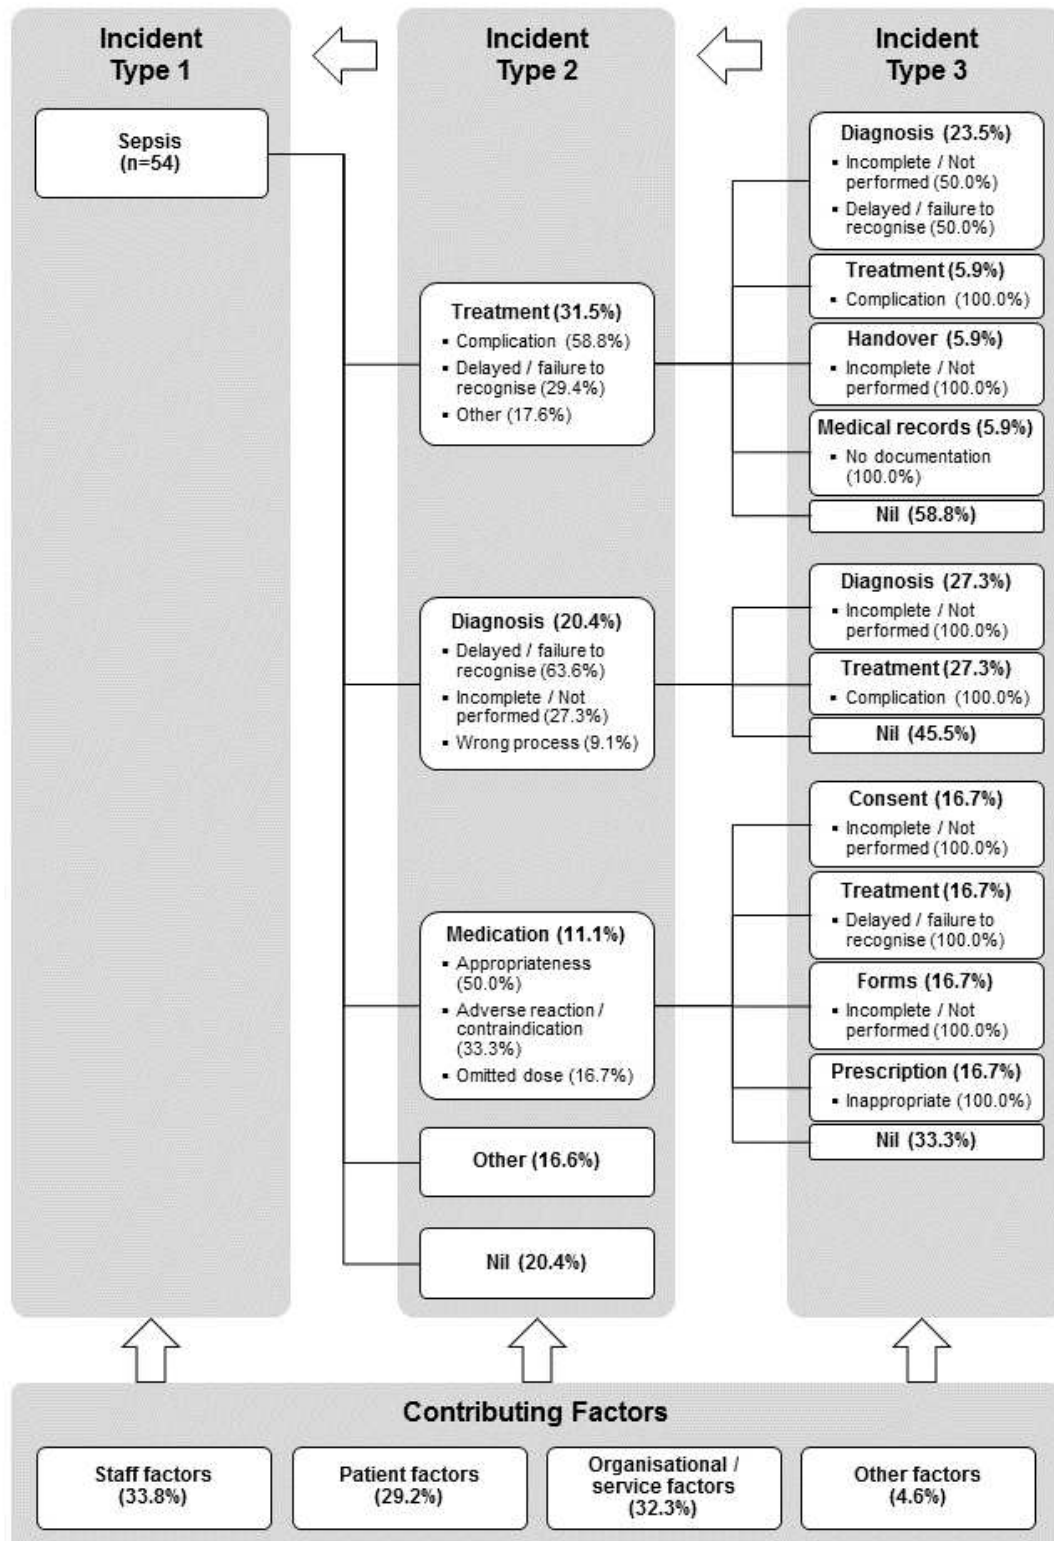 Incident
Type 1
Incident
Type 2
Incident
Type 3
Sepsis
(n=54)
Treatment (31.5%)
▪ Complication (58.8%)
▪ Delayed / failure to
recognise (29.4%)
▪ Other (17.6%)
Diagnosis (20.4%)
▪ Delayed / failure to
recognise (63.6%)
▪ Incomplete / Not
performed (27.3%)
▪ Wrong process (9.1%)
Medication (11.1%)
▪ Appropriateness
(50.0%)
▪ Adverse reaction /
contraindication
(33.3%)
▪ Omitted dose (16.7%)
Other (16.6%)
Nil (20.4%)
Diagnosis (23.5%)
▪ Incomplete / Not
performed (50.0%)
▪ Delayed / failure to
recognise (50.0%)
Treatment (5.9%)
▪ Complication (100.0%)
Handover (5.9%)
▪ Incomplete / Not
performed (100.0%)
Medical records (5.9%)
▪ No documentation
(100.0%)
Nil (58.8%)
Diagnosis (27.3%)
▪ Incomplete / Not
performed (100.0%)
Treatment (27.3%)
▪ Complication (100.0%)
Nil (45.5%)
Consent (16.7%)
▪ Incomplete / Not
performed (100.0%)
Treatment (16.7%)
▪ Delayed / failure to
recognise (100.0%)
Forms (16.7%)
▪ Incomplete / Not
performed (100.0%)
Prescription (16.7%)
▪ Inappropriate (100.0%)
Nil (33.3%)
Contributing Factors
Staff factors
(33.8%)
Patient factors
(29.2%)
Organisational /
service factors
(32.3%)
Other factors
(4.6%)